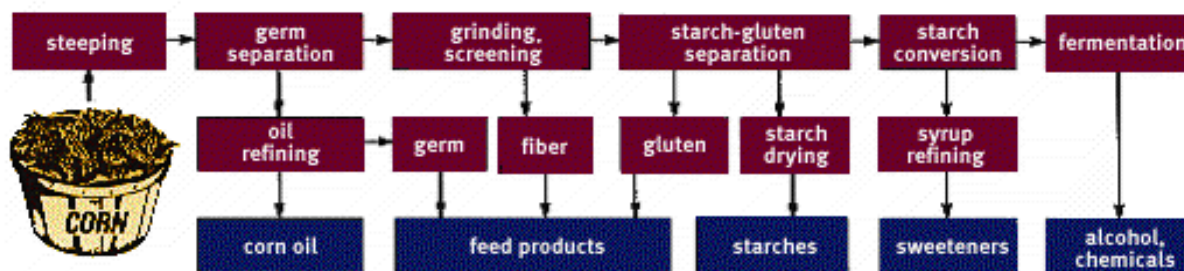 steeping
germ
separation
grinding,
screening
starch-gluten
separation
starch
conversion
fermentation
oil
refining
germ
fiber
gluten
starch
drying
syrup
refining
CORN
corn oil
feed products
starches
sweeteners
alcohol,
chemicals